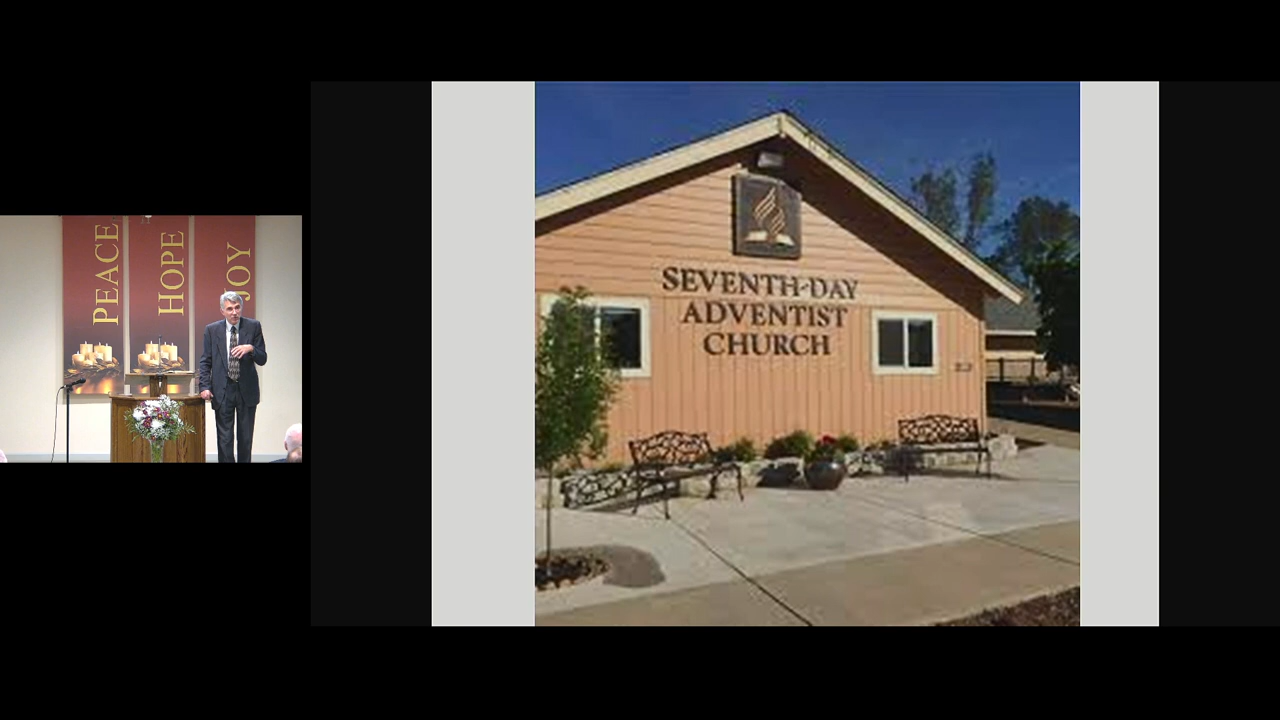 PEACE
HOPE
JOY
SEVENTH-DAY
ADVENTIST
CHURCH